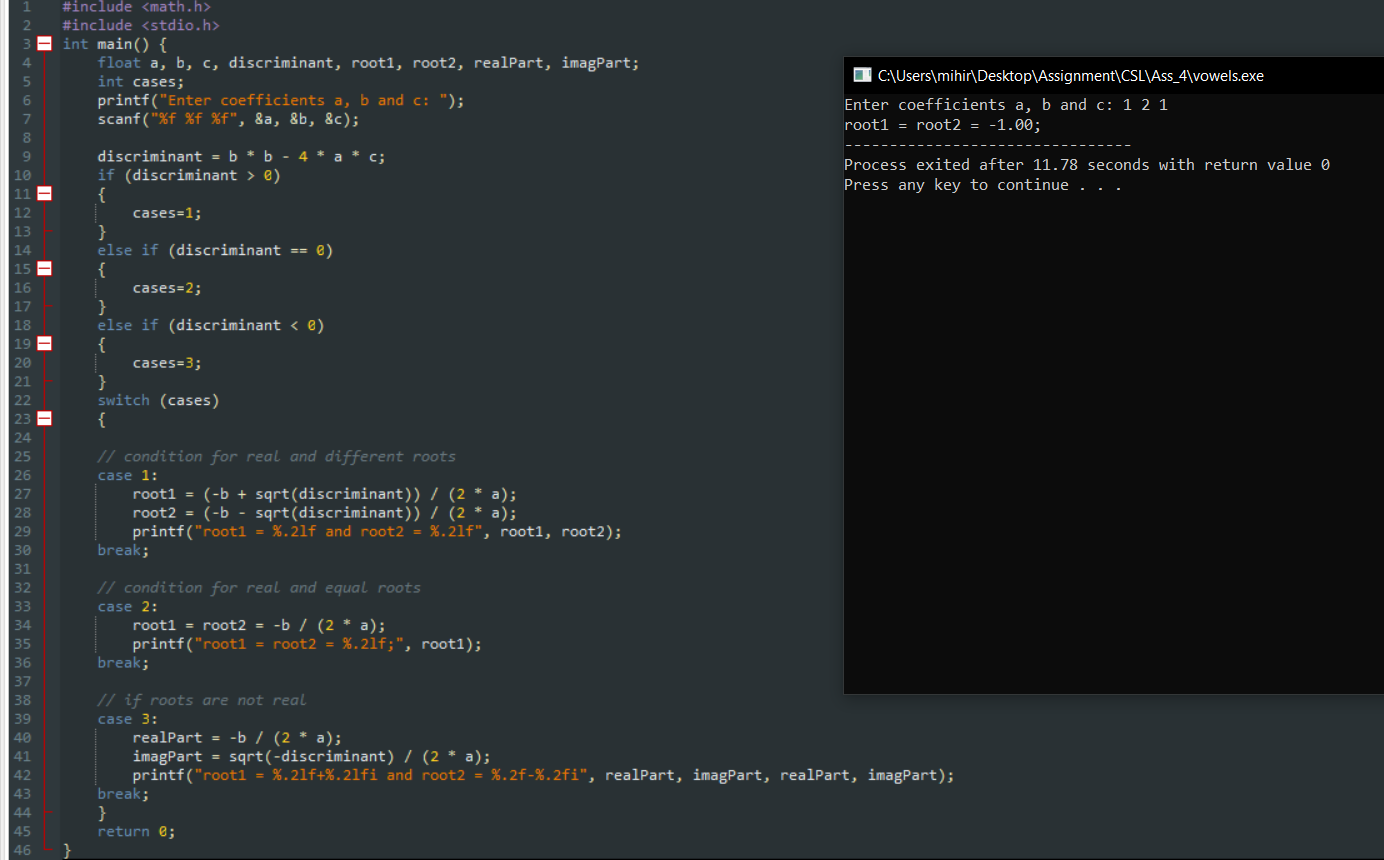 1 #include <math.h>
2 #include <stdio.h>
3 int main() {
4 float a, b, c, discriminant, root1, root2, realPart, imagPart;
5 int cases;
6 printf("Enter coefficients a, b and c: ");
7 scanf("%f %f %f", &a, &b, &c);
8
9 discriminant = b * b - 4 * a * c;
10 if (discriminant > 0)
11 {
12 cases=1;
13 }
14 else if (discriminant == 0)
15 {
16 cases=2;
17 }
18 else if (discriminant < 0)
19 {
20 cases=3;
21 }
22 switch (cases)
23 {
24
25 // condition for real and different roots
26 case 1:
27 root1 = (-b + sqrt(discriminant)) / (2 * a);
28 root2 = (-b - sqrt(discriminant)) / (2 * a);
29 printf("root1 = %.2lf and root2 = %.2lf", root1, root2);
30 break;
31
32 // condition for real and equal roots
33 case 2:
34 root1 = root2 = -b / (2 * a);
35 printf("root1 = root2 = %.2lf;", root1);
36 break;
37
38 // if roots are not real
39 case 3:
40 realPart = -b / (2 * a);
41 imagPart = sqrt(-discriminant) / (2 * a);
42 printf("root1 = %.2lf+%.2lfi and root2 = %.2f-%.2fi", realPart, imagPart, realPart, imagPart);
43 break;
44 }
45 return 0;
46 }
C:\Users\mihir\Desktop\Assignment\CSL\Ass_4\vowels.exe
Enter coefficients a, b and c: 1 2 1
root1 = root2 = -1.00;
--------------------------------
Process exited after 11.78 seconds with return value 0
Press any key to continue . . .